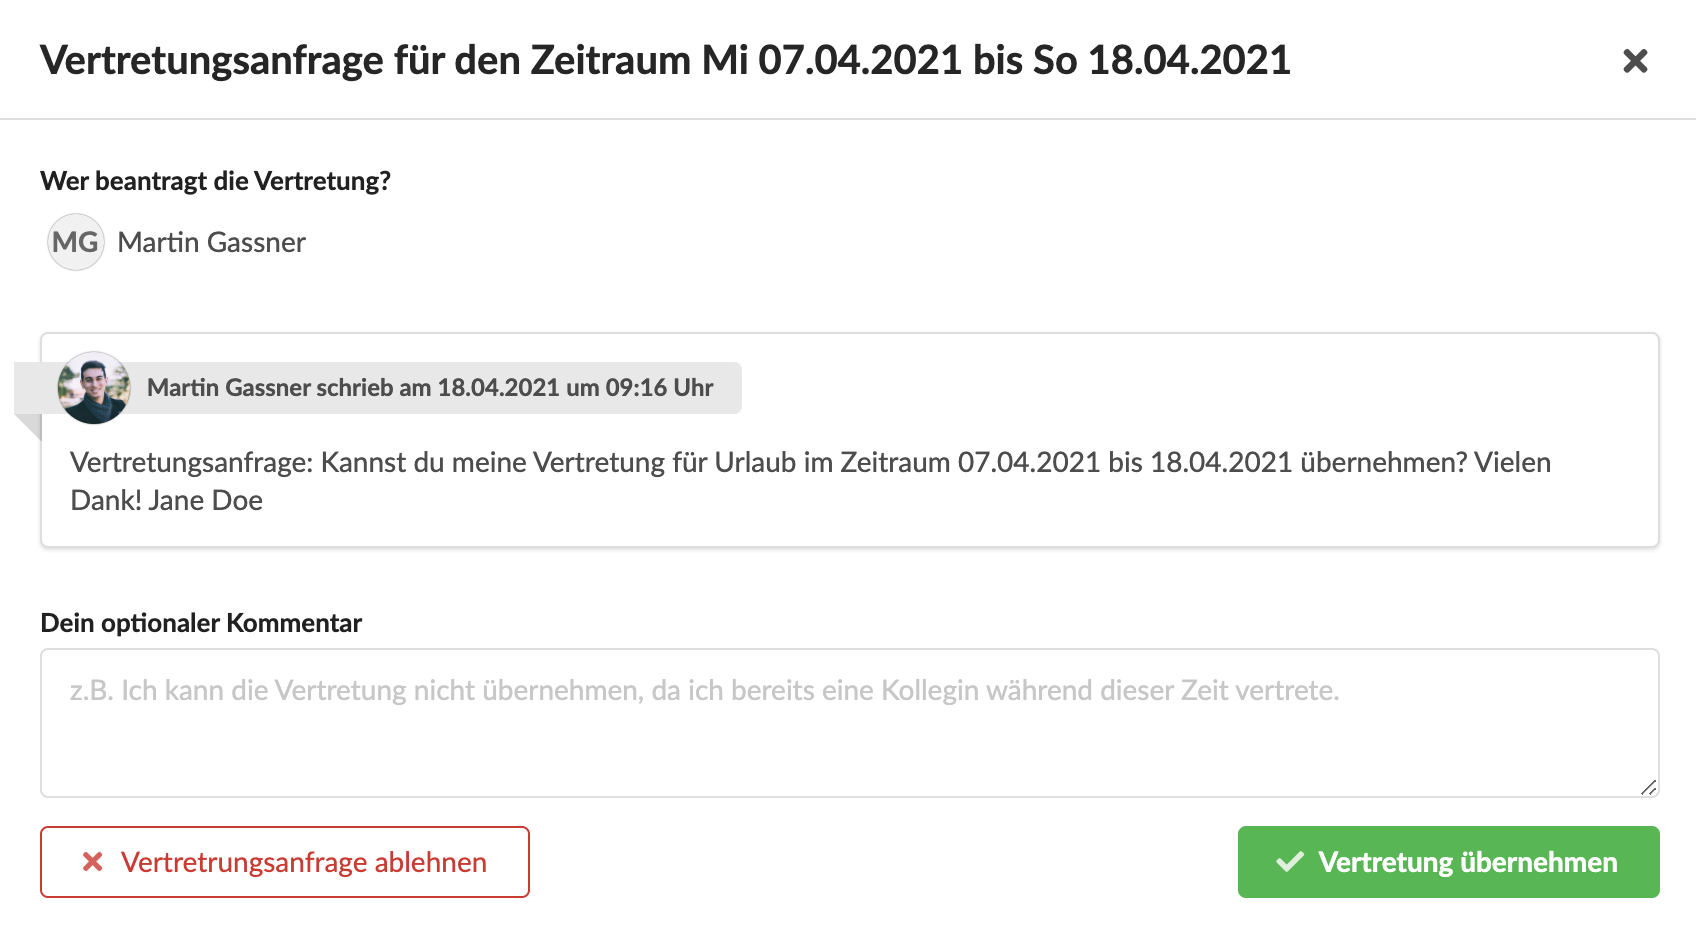 Vertretungsanfrage für den Zeitraum Mi 07.04.2021 bis So 18.04.2021
Wer beantragt die Vertretung?
MG Martin Gassner
Martin Gassner schrieb am 18.04.2021 um 09:16 Uhr
Vertretungsanfrage: Kannst du meine Vertretung für Urlaub im Zeitraum 07.04.2021 bis 18.04.2021 übernehmen? Vielen
Dank! Jane Doe
Dein optionaler Kommentar
z.B. Ich kann die Vertretung nicht übernehmen, da ich bereits eine Kollegin während dieser Zeit vertrete.
Vertretrungsanfrage ablehnen
Vertretung übernehmen